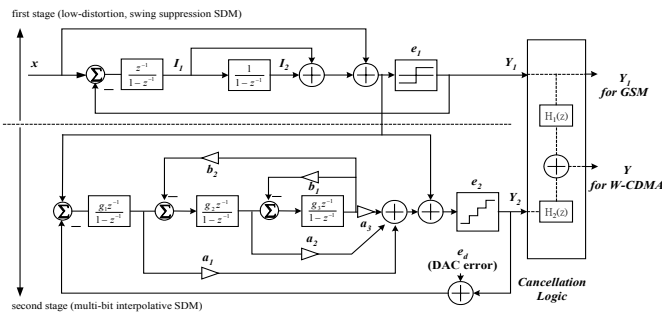 first stage (low-distortion, swing suppression SDM)
x
Σ
−
z⁻¹
1−z⁻¹
I₁
1
1−z⁻¹
I₂
+
+
e₁
Y₁
Y₁
for GSM
H₁(z)
+
Y
for W-CDMA
H₂(z)
Cancellation
Logic
b₂
b₁
Σ
−
g₁z⁻¹
1−z⁻¹
Σ
−
g₂z⁻¹
1−z⁻¹
Σ
−
g₃z⁻¹
1−z⁻¹
a₃
+
+
e₂
Y₂
a₂
a₁
e_d
(DAC error)
+
second stage (multi-bit interpolative SDM)